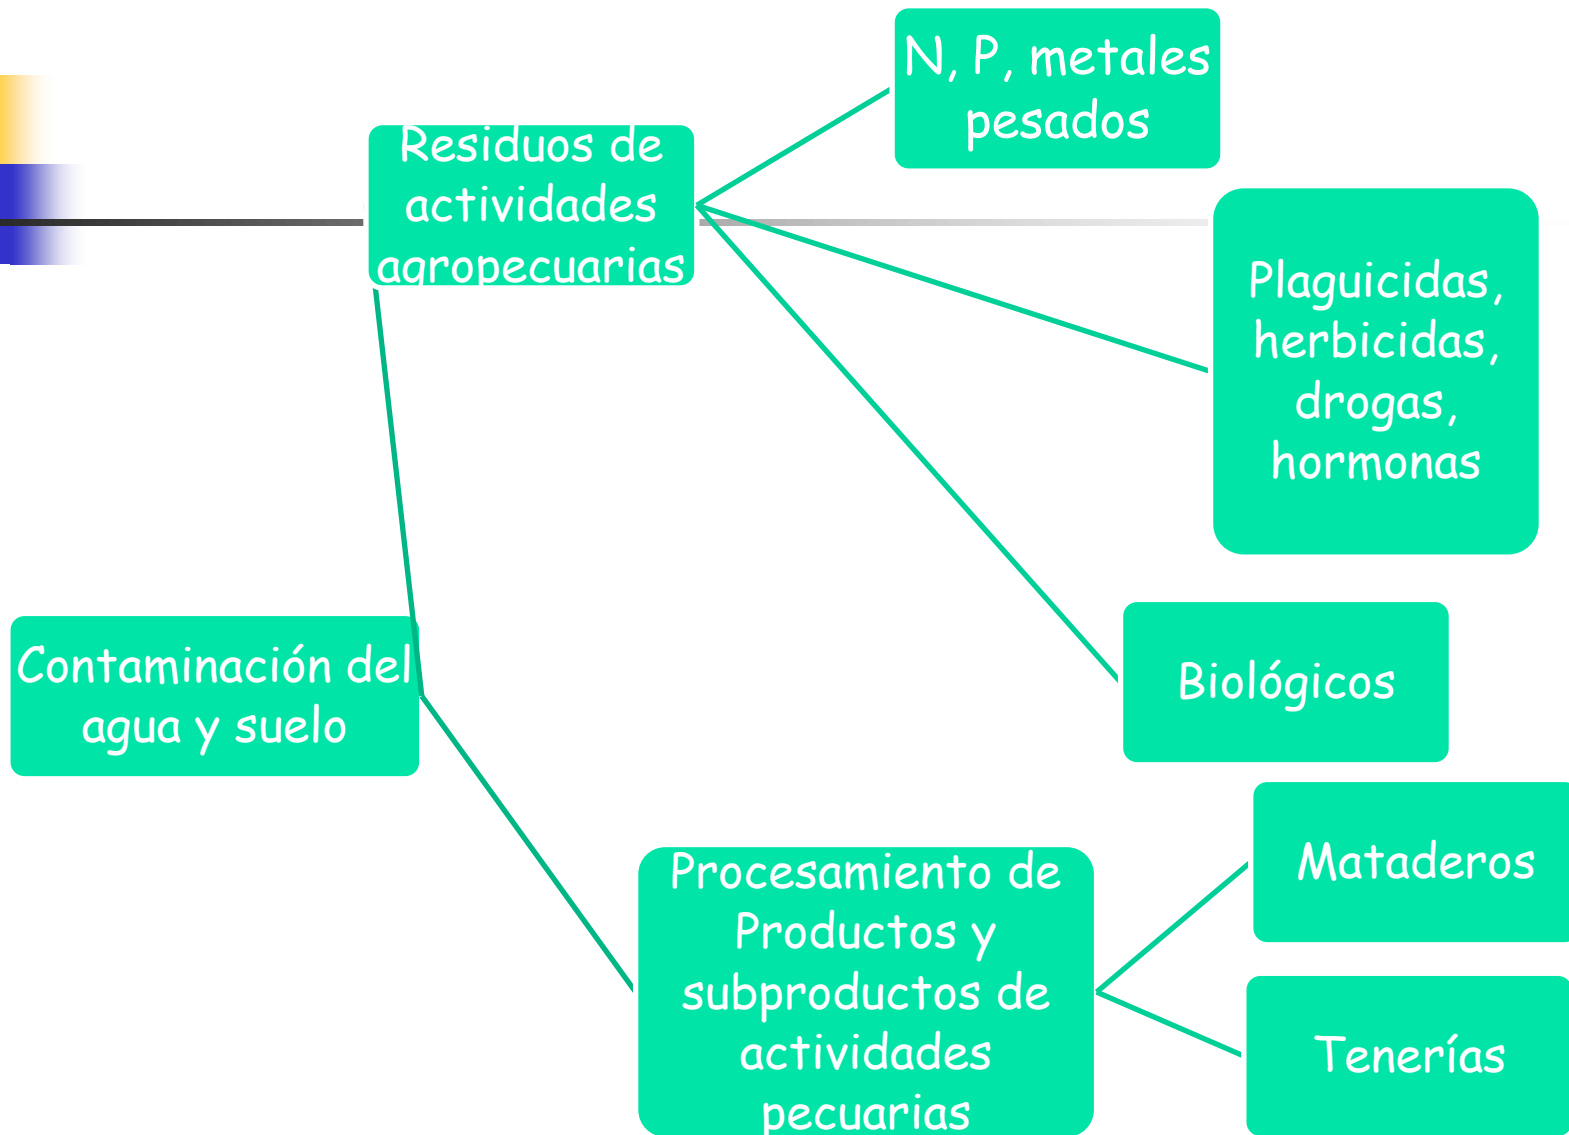 N, P, metales
pesados
Residuos de
actividades
agropecuarias
Plaguicidas,
herbicidas,
drogas,
hormonas
Contaminación del
agua y suelo
Biológicos
Procesamiento de
Productos y
subproductos de
actividades
pecuarias
Mataderos
Tenerías